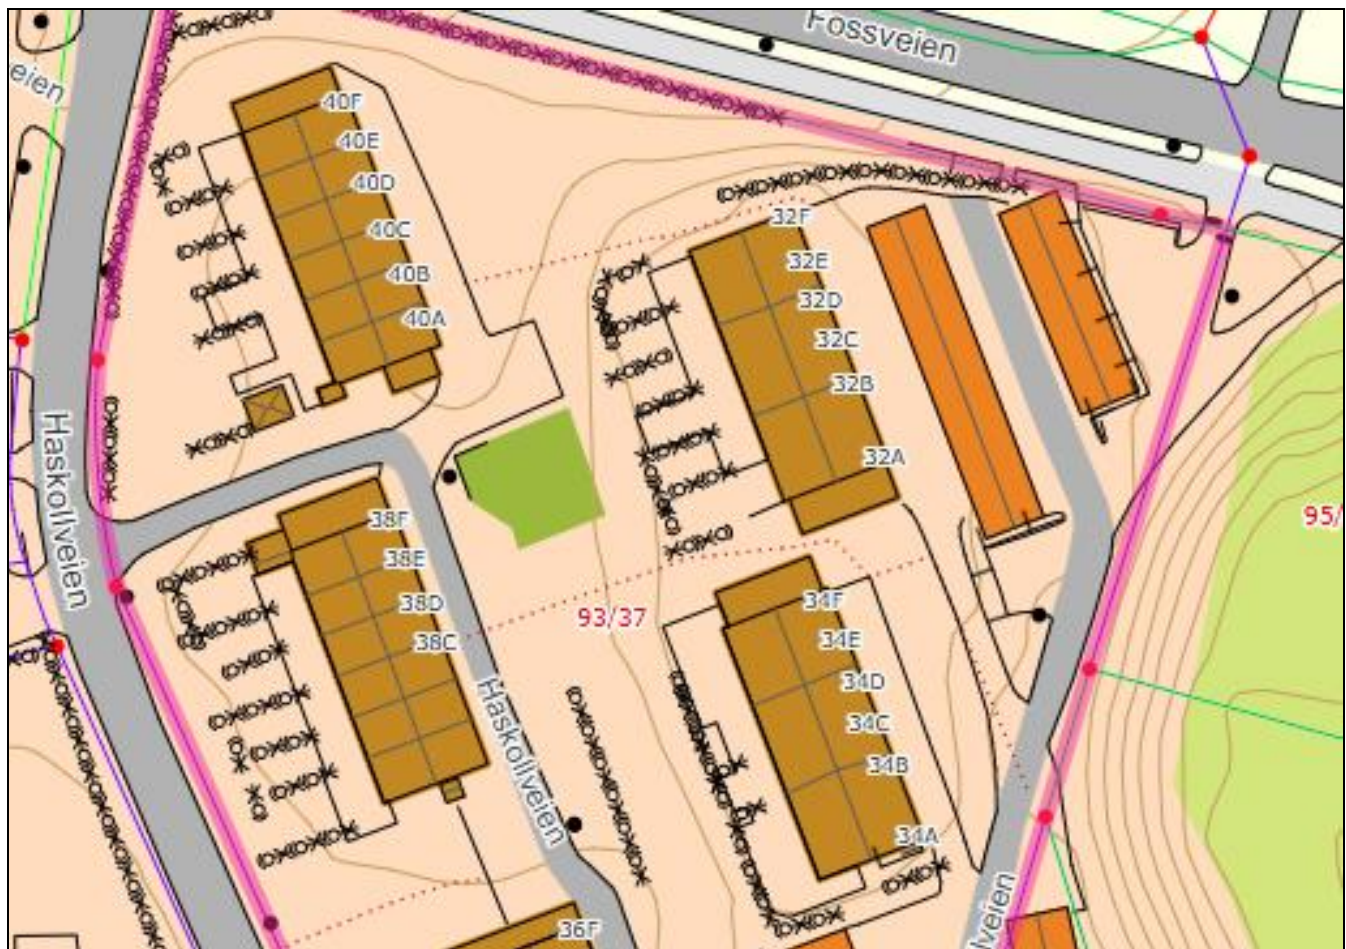 Fossveien
eien
40F
40E
40D
40C
40B
40A
32F
32E
32D
32C
32B
32A
Haskollveien
38F
38E
38D
38C
93/37
95/
34F
34E
34D
34C
34B
34A
Haskollveien
lveien
36F